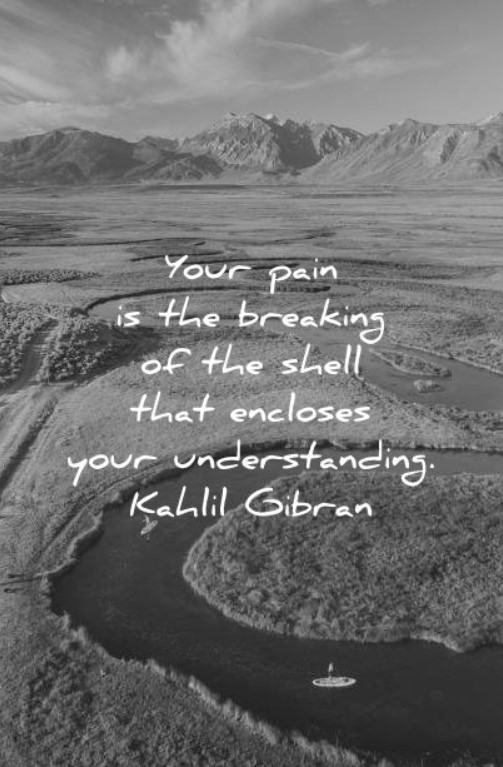 Your pain
is the breaking
of the shell
that encloses
your understanding.
Kahlil Gibran